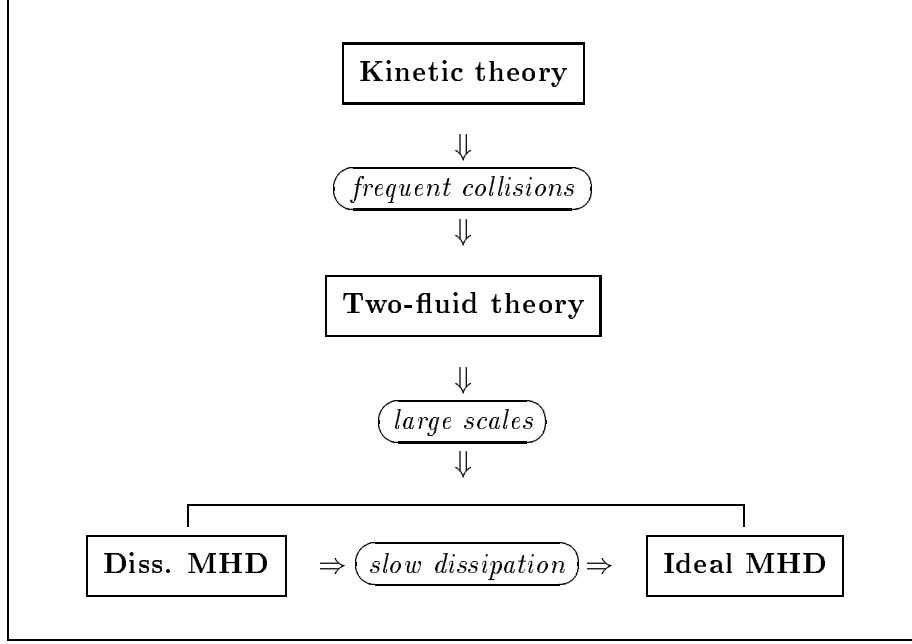 Kinetic theory
⇓
frequent collisions
⇓
Two-fluid theory
⇓
large scales
⇓
Diss. MHD ⇒ slow dissipation ⇒ Ideal MHD